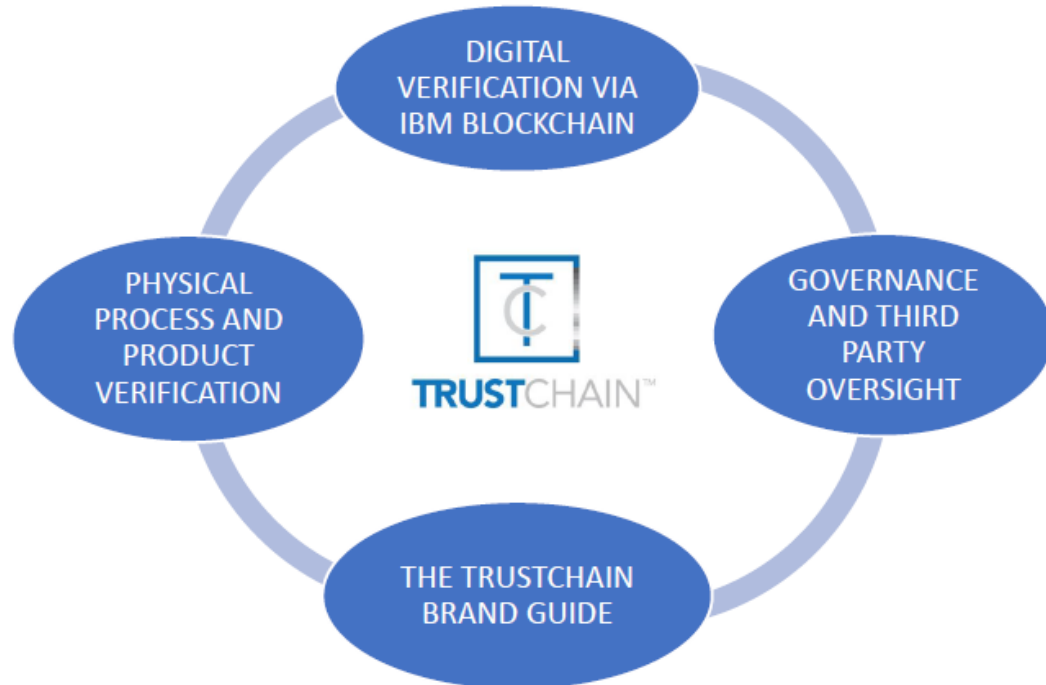 DIGITAL
VERIFICATION VIA
IBM BLOCKCHAIN
PHYSICAL
PROCESS AND
PRODUCT
VERIFICATION
TC
TRUSTCHAIN™
GOVERNANCE
AND THIRD
PARTY
OVERSIGHT
THE TRUSTCHAIN
BRAND GUIDE